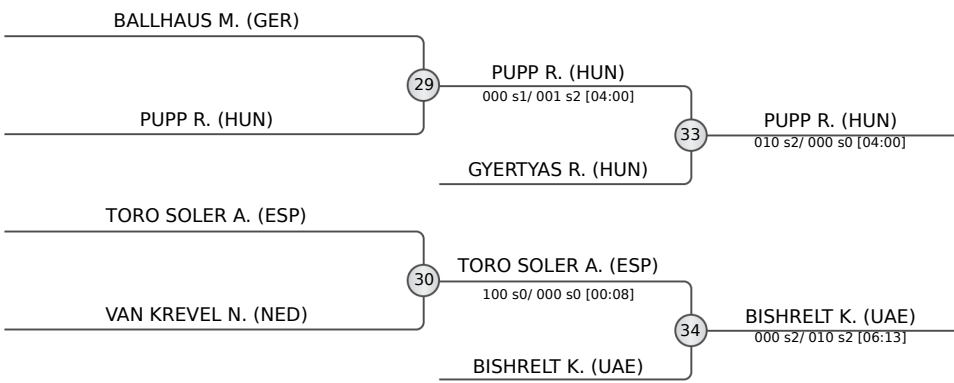 BALLHAUS M. (GER)
29
PUPP R. (HUN)
PUPP R. (HUN)
000 s1/ 001 s2 [04:00]
33
GYERTYAS R. (HUN)
PUPP R. (HUN)
010 s2/ 000 s0 [04:00]
TORO SOLER A. (ESP)
30
VAN KREVEL N. (NED)
TORO SOLER A. (ESP)
100 s0/ 000 s0 [00:08]
34
BISHRELT K. (UAE)
BISHRELT K. (UAE)
000 s2/ 010 s2 [06:13]